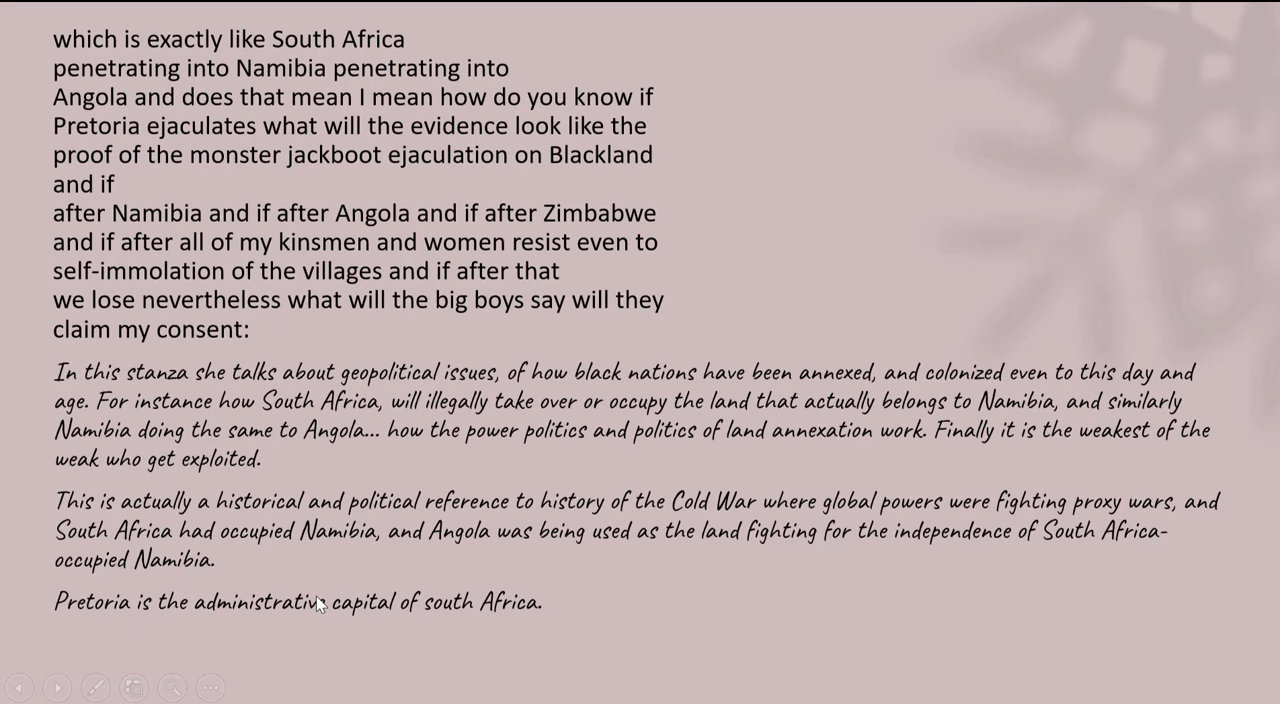 which is exactly like South Africa
penetrating into Namibia penetrating into
Angola and does that mean I mean how do you know if
Pretoria ejaculates what will the evidence look like the
proof of the monster jackboot ejaculation on Blackland
and if
after Namibia and if after Angola and if after Zimbabwe
and if after all of my kinsmen and women resist even to
self-immolation of the villages and if after that
we lose nevertheless what will the big boys say will they
claim my consent:
In this stanza she talks about geopolitical issues, of how black nations have been annexed, and colonized even to this day and
age. For instance how South Africa, will illegally take over or occupy the land that actually belongs to Namibia, and similarly
Namibia doing the same to Angola... how the power politics and politics of land annexation work. Finally it is the weakest of the
weak who get exploited.
This is actually a historical and political reference to history of the Cold War where global powers were fighting proxy wars, and
South Africa had occupied Namibia, and Angola was being used as the land fighting for the independence of South Africa-
occupied Namibia.
Pretoria is the administrative capital of south Africa.